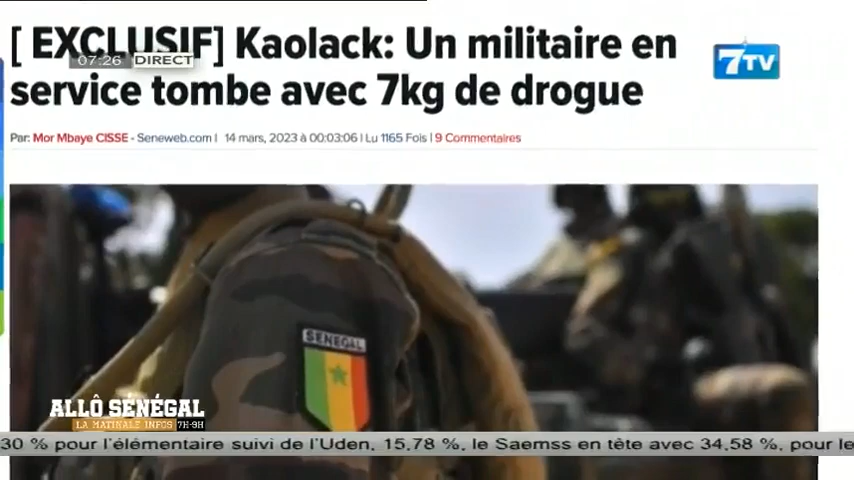 [ EXCLUSIF] Kaolack: Un militaire en
service tombe avec 7kg de drogue
07:26 DIRECT
7TV
Par: Mor Mbaye CISSE - Seneweb.com | 14 mars, 2023 à 00:03:06 | Lu 1165 Fois | 9 Commentaires
SENEGAL
ALLÔ SÉNÉGAL
LA MATINALE INFOS 7H-9H
30 % pour l'élémentaire suivi de l'Uden, 15,78 %, le Saemss en tête avec 34,58 %, pour le